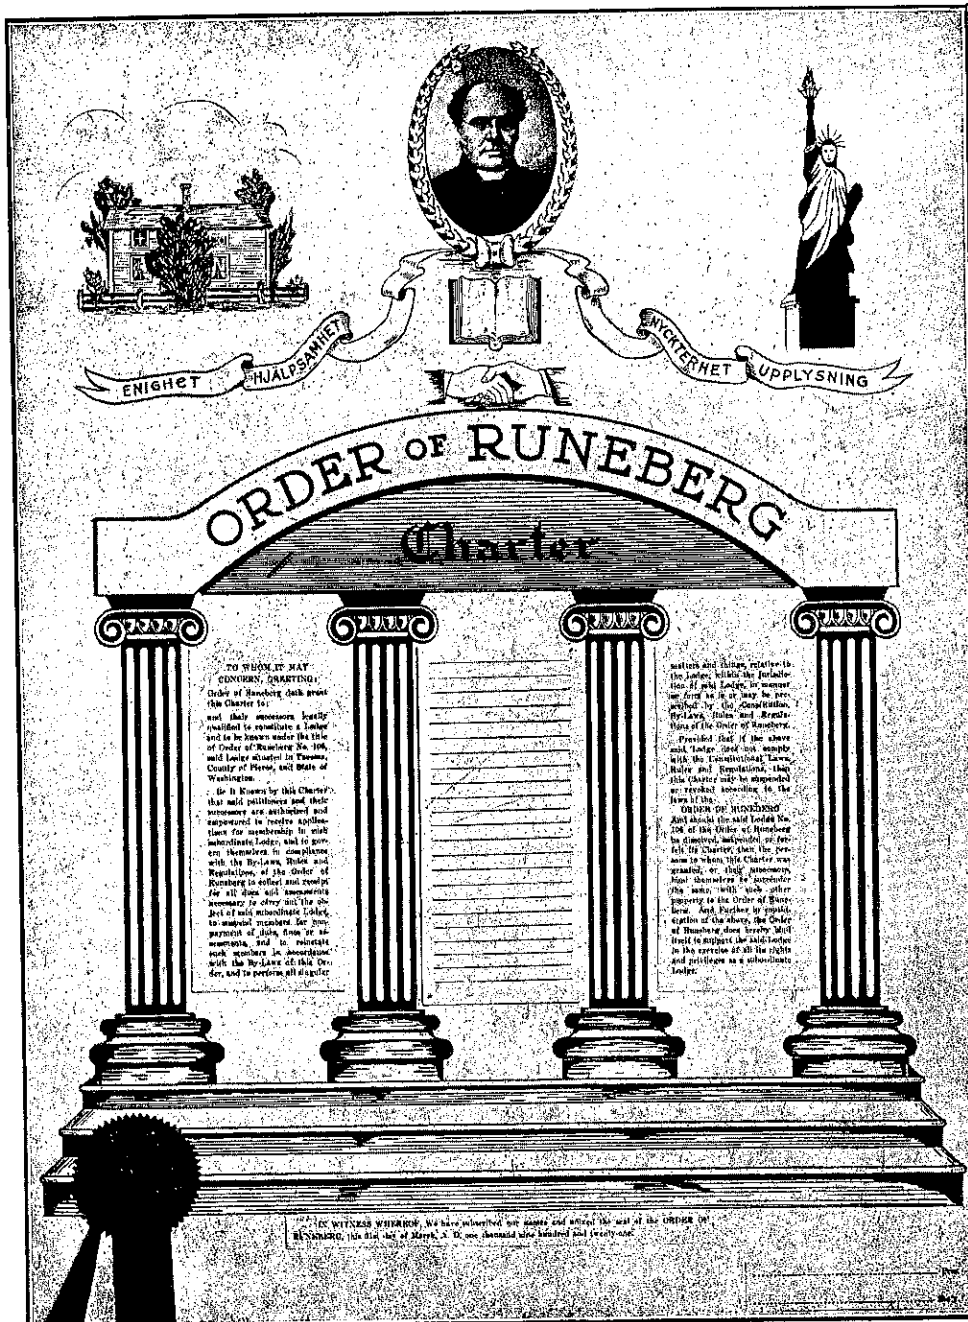 ENIGHET
HJÄLPSAMHET
NYCKTERHET
UPPLYSNING
ORDER OF RUNEBERG
Charter
TO WHOM IT MAY
CONCERN, GREETING:
Order of Runeberg doth grant
this Charter to:
and their successors legally
qualified to constitute a Lodge
and to be known under the title
of Order of Runeberg No. 106,
said Lodge situated in Tacoma,
County of Pierce, and State of
Washington.
Be It Known by this Charter
that said petitioners and their
successors are authorized and
empowered to receive applica-
tions for membership in said
subordinate Lodge, and to gov-
ern themselves in compliance
with the By-Laws, Rules and
Regulations, of the Order of
Runeberg to collect and receipt
for all dues and assessments
necessary to carry out the ob-
ject of said subordinate Lodge,
to suspend members for non-
payment of dues, fines or as-
sessments, and to reinstate
such members in accordance
with the By-Laws of this Or-
der, and to perform all singular
matters and things, relative to
the Lodge, within the Jurisdic-
tion of said Lodge, in manner
or form as is or may be pre-
scribed by the Constitution,
By-Laws, Rules and Regula-
tions of the Order of Runeberg.
Provided that if the above
said Lodge does not comply
with the Constitutional Laws,
Rules and Regulations, then
this Charter may be suspended
or revoked according to the
laws of the
ORDER OF RUNEBERG
And should the said Lodge No.
106 of the Order of Runeberg
be dissolved, suspended or for-
feit its Charter, then the per-
sons to whom this Charter was
granted, or their successors,
bind themselves to surrender
the same, with such other
property to the Order of Rune-
berg. And Further in consid-
eration of the above, the Order
of Runeberg does hereby bind
itself to support the said Lodge
in the exercise of all its rights
and privileges as a subordinate
Lodge.
IN WITNESS WHEREOF, We have subscribed our names and affixed the seal of the ORDER OF
RUNEBERG, this 31st day of March, A. D. one thousand nine hundred and twenty-one.